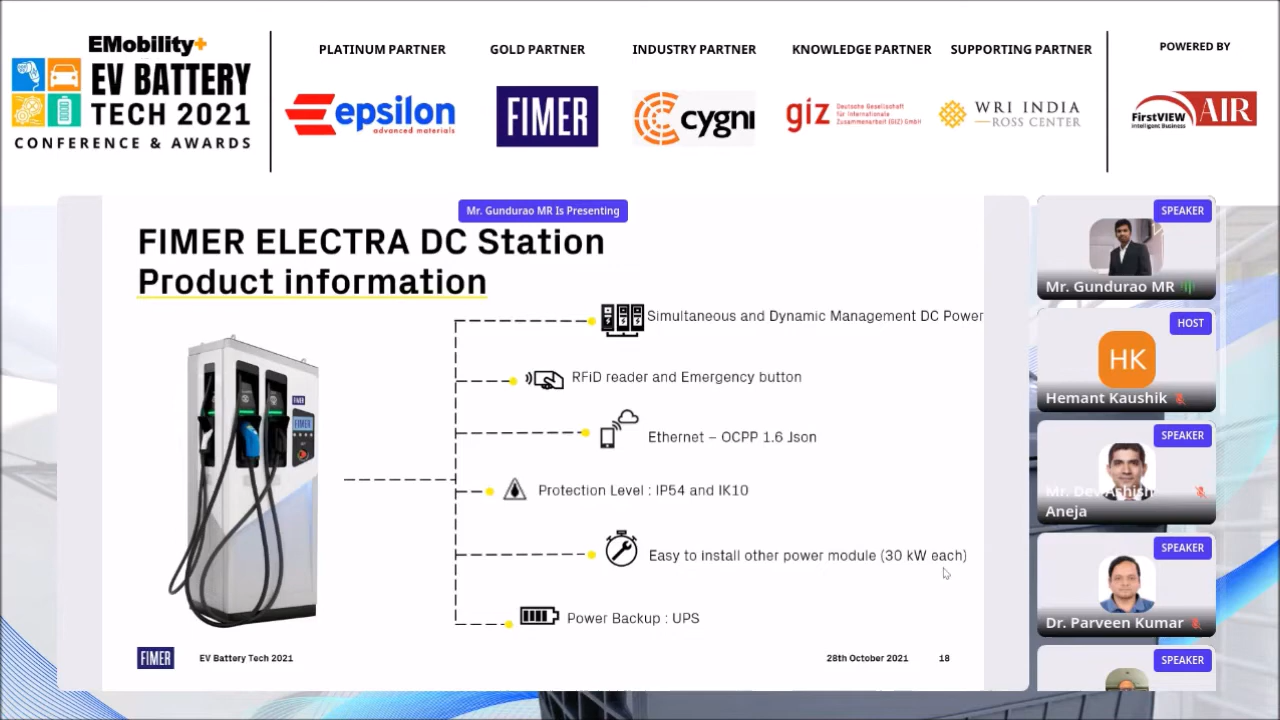 EMobility+
EV BATTERY
TECH 2021
CONFERENCE & AWARDS
PLATINUM PARTNER
epsilon
advanced materials
GOLD PARTNER
FIMER
INDUSTRY PARTNER
cygni
KNOWLEDGE PARTNER
giz
Deutsche Gesellschaft
für Internationale
Zusammenarbeit (GIZ) GmbH
SUPPORTING PARTNER
WRI INDIA
ROSS CENTER
POWERED BY
FirstVIEW
Intelligent Business
AIR
Mr. Gundurao MR Is Presenting
FIMER ELECTRA DC Station
Product information
Simultaneous and Dynamic Management DC Power
RFiD reader and Emergency button
Ethernet – OCPP 1.6 Json
Protection Level : IP54 and IK10
Easy to install other power module (30 kW each)
Power Backup : UPS
FIMER
FIMER
FIMER
EV Battery Tech 2021
28th October 2021
18
SPEAKER
Mr. Gundurao MR
HOST
HK
Hemant Kaushik
SPEAKER
Mr. Dev Ashish
Aneja
SPEAKER
Dr. Parveen Kumar
SPEAKER